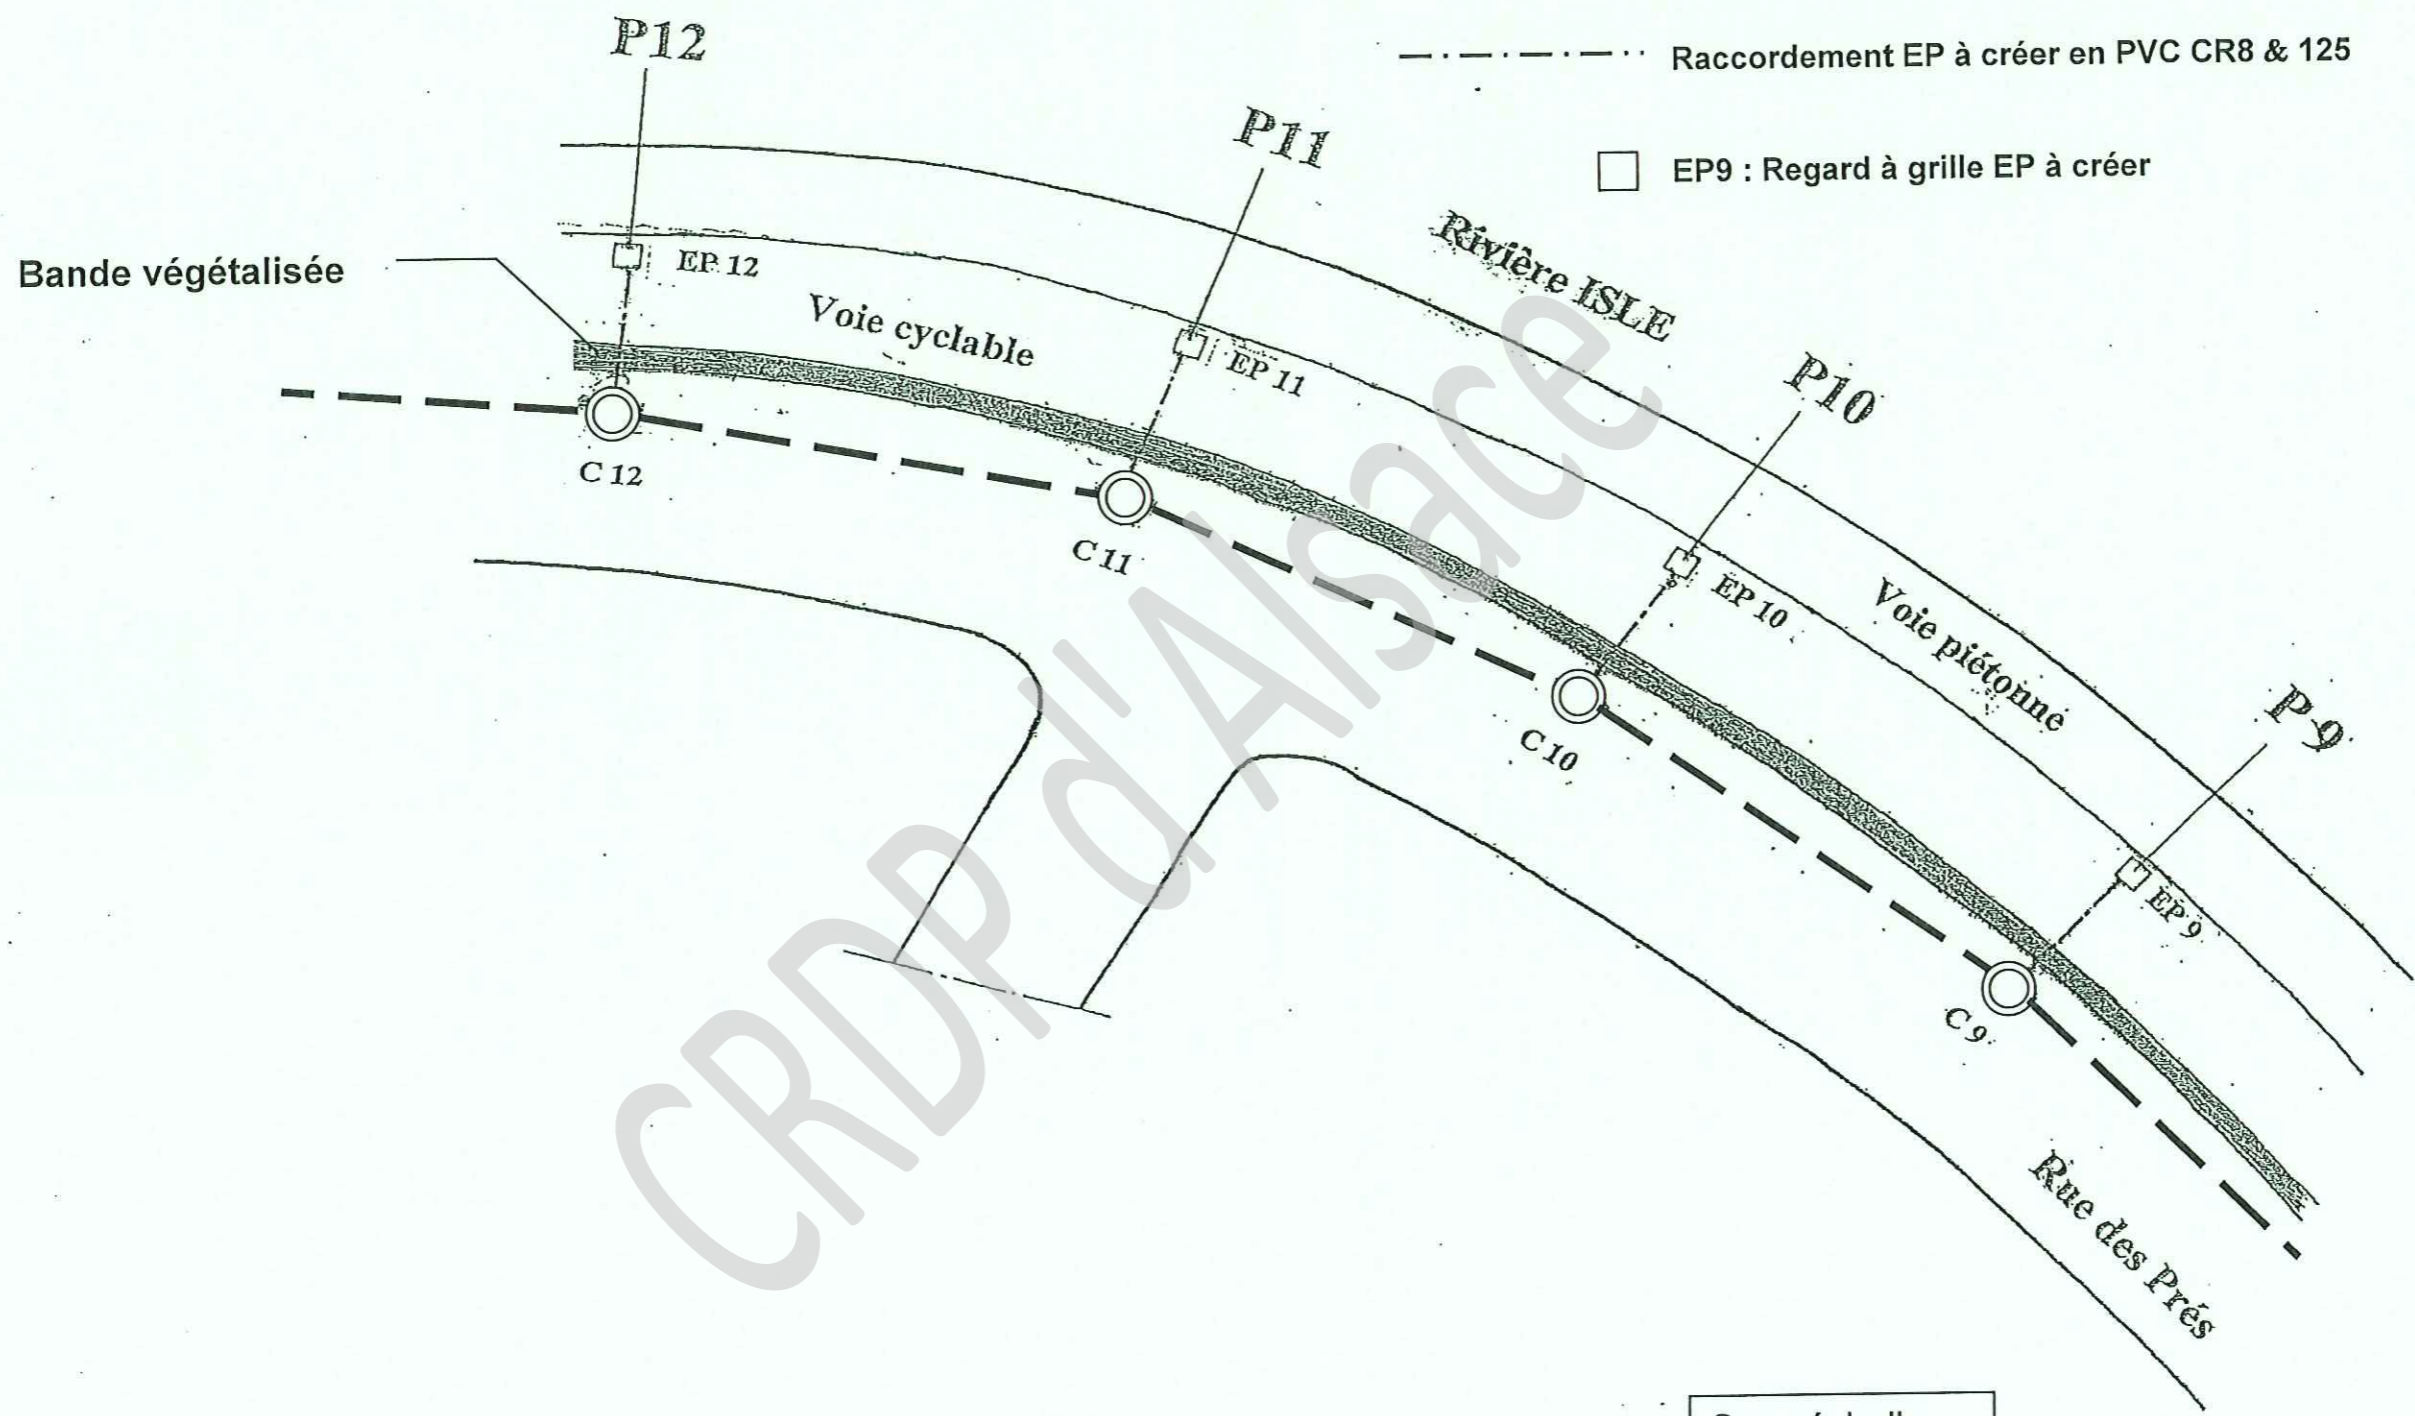 P12
Raccordement EP à créer en PVC CR8 & 125
P11
EP9 : Regard à grille EP à créer
Rivière ISLE
Bande végétalisée
EP 12
Voie cyclable
EP 11
P10
C 12
C 11
EP 10
Voie piétonne
P 9
C 10
EP 9
C 9
Rue des Prés
CRDP d'Alsace